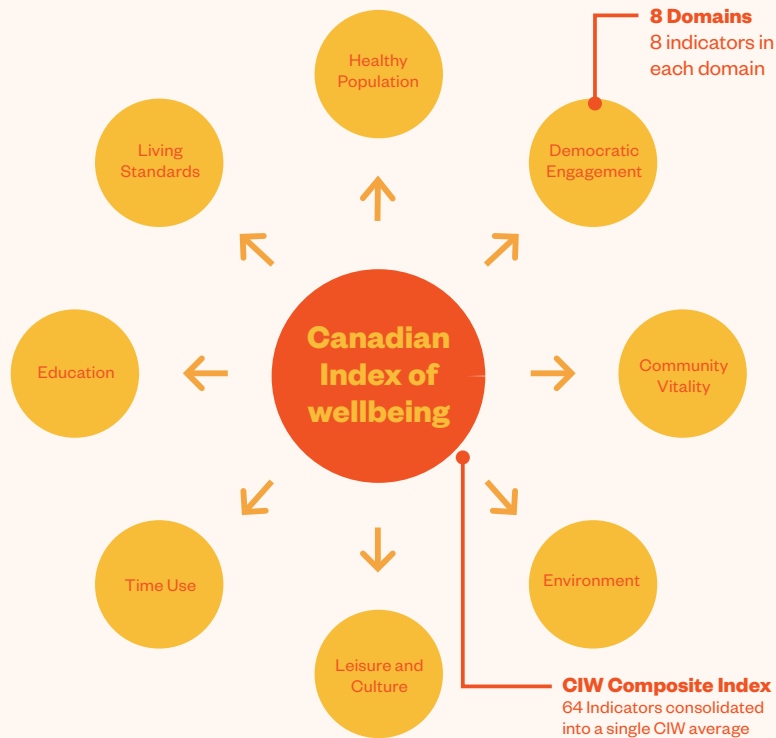 8 Domains
8 indicators in
each domain
Healthy
Population
Living
Standards
Democratic
Engagement
Canadian
Index of
wellbeing
Education
Community
Vitality
Time Use
Environment
Leisure and
Culture
CIW Composite Index
64 Indicators consolidated
into a single CIW average